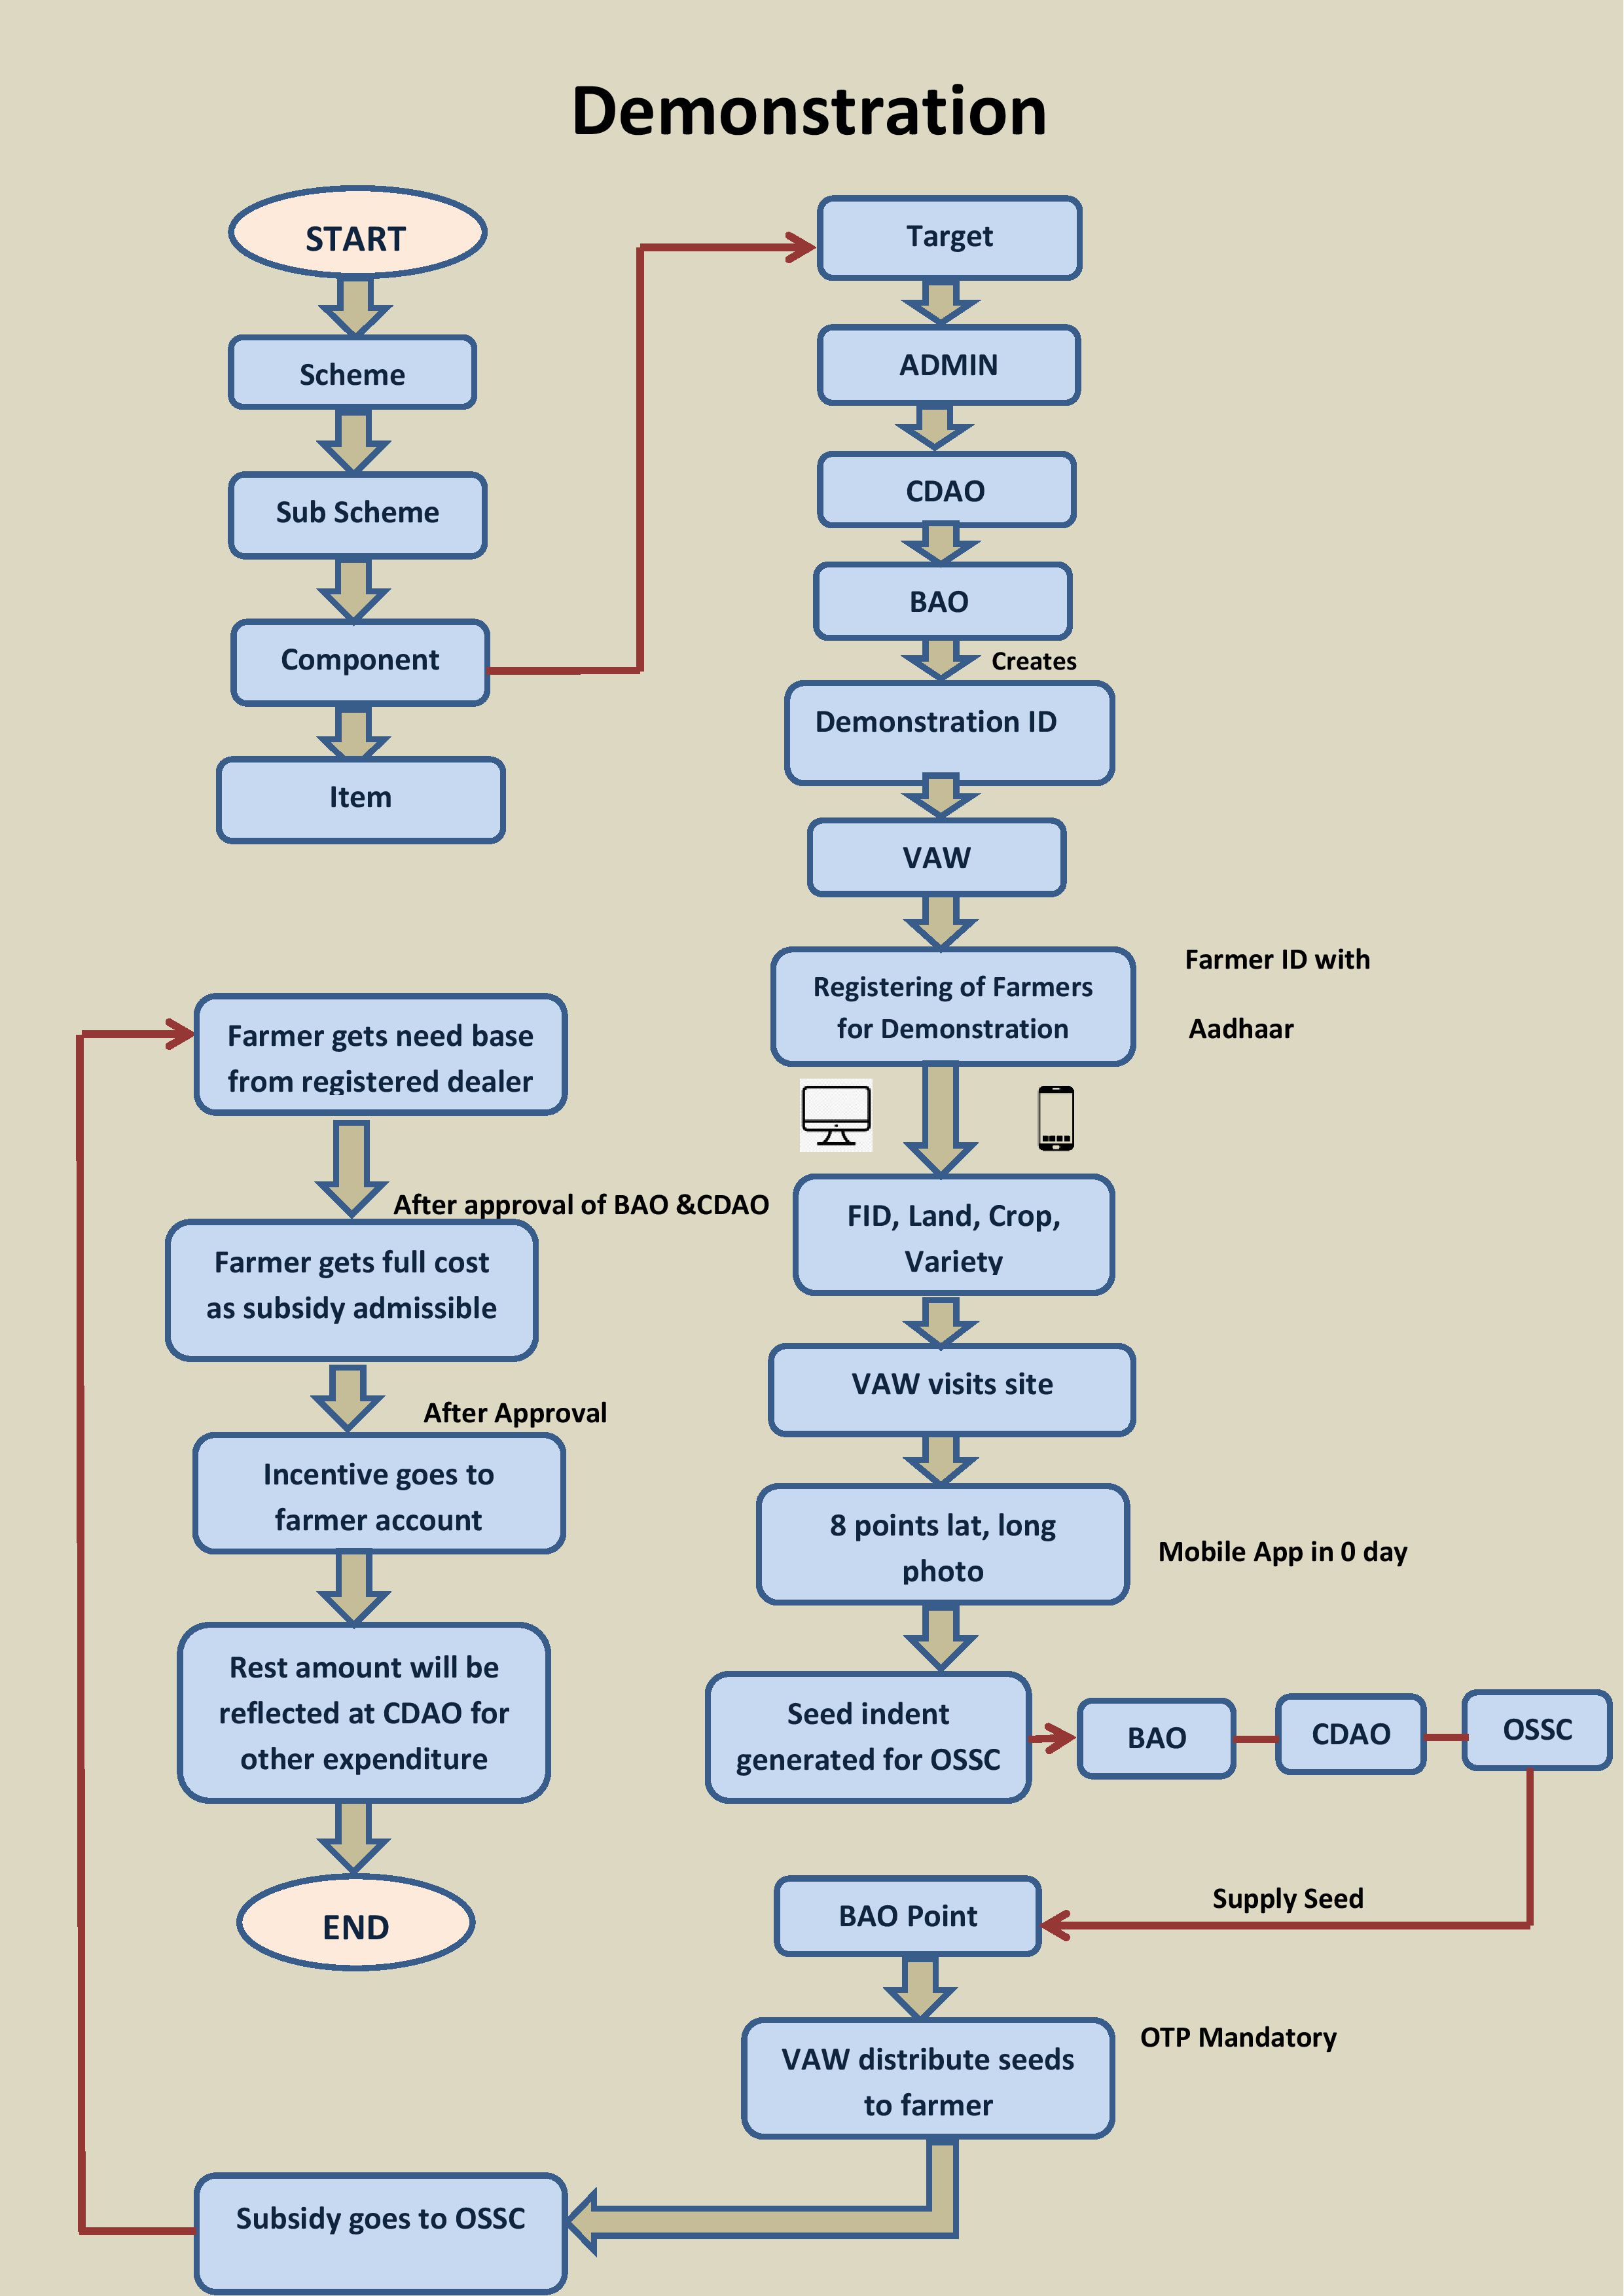 Demonstration
START
Scheme
Sub Scheme
Component
Item
Target
ADMIN
CDAO
BAO
Creates
Demonstration ID
VAW
Registering of Farmers
for Demonstration
Farmer ID with
Aadhaar
FID, Land, Crop,
Variety
VAW visits site
8 points lat, long
photo
Mobile App in 0 day
Seed indent
generated for OSSC
BAO
CDAO
OSSC
Supply Seed
BAO Point
VAW distribute seeds
to farmer
OTP Mandatory
Subsidy goes to OSSC
Farmer gets need base
from registered dealer
After approval of BAO &CDAO
Farmer gets full cost
as subsidy admissible
After Approval
Incentive goes to
farmer account
Rest amount will be
reflected at CDAO for
other expenditure
END